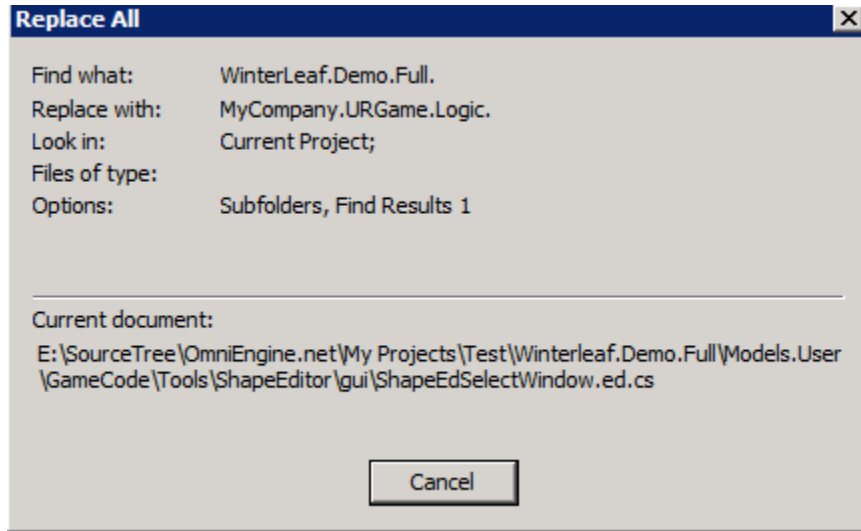 Replace All
Find what: WinterLeaf.Demo.Full.
Replace with: MyCompany.URGame.Logic.
Look in: Current Project;
Files of type:
Options: Subfolders, Find Results 1
Current document:
E:\SourceTree\OmniEngine.net\My Projects\Test\Winterleaf.Demo.Full\Models.User
\GameCode\Tools\ShapeEditor\gui\ShapeEdSelectWindow.ed.cs
Cancel